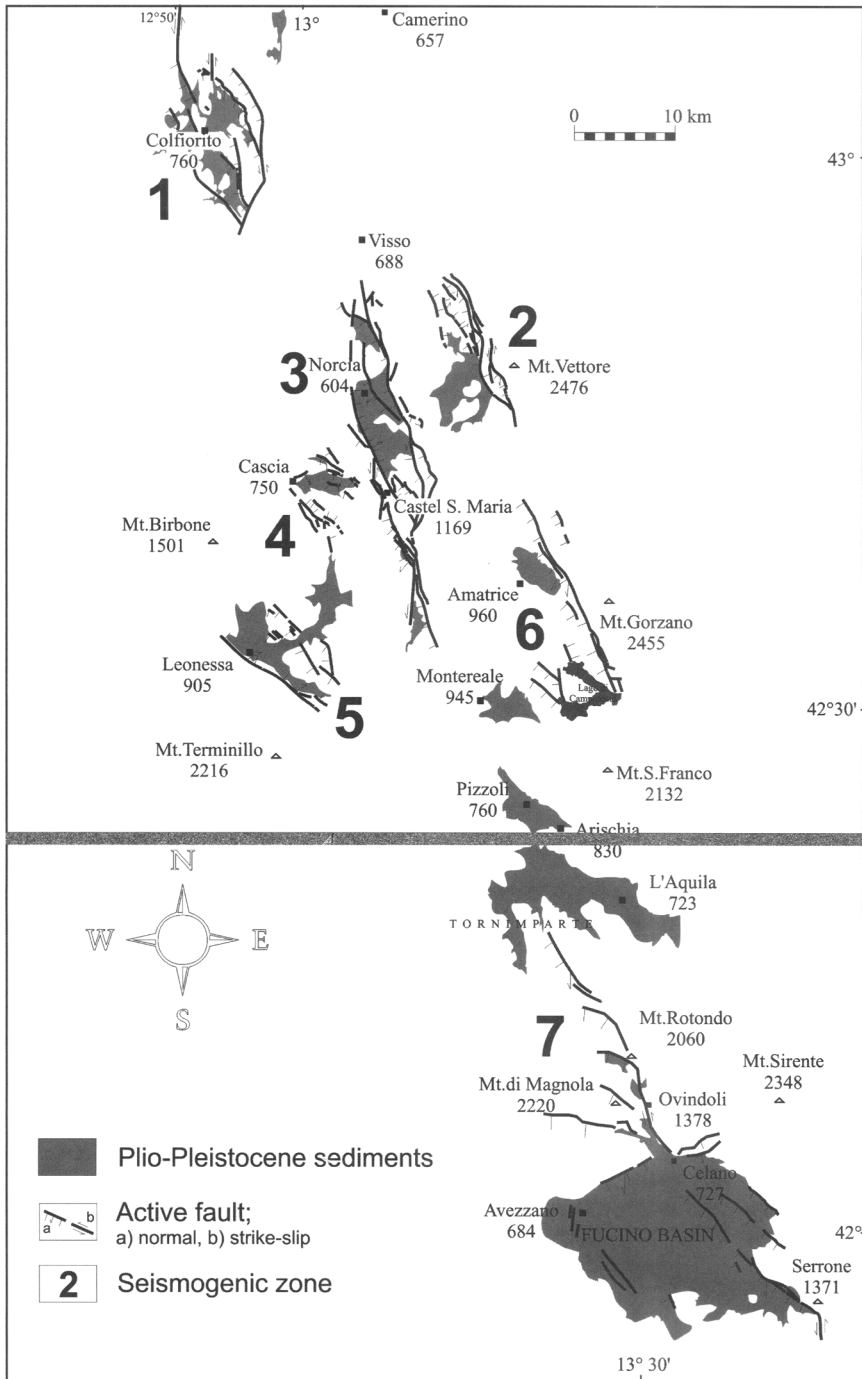 12°50'
13°
Camerino
657
0
10 km
Colfiorito
760
43°
1
Visso
688
2
3
Norcia
604
Mt.Vettore
2476
Cascia
750
Castel S. Maria
1169
Mt.Birbone
1501
4
Amatrice
960
6
Mt.Gorzano
2455
Leonessa
905
Montereale
945
Lago di
5
42°30'
Mt.Terminillo
2216
Mt.S.Franco
2132
Pizzoli
760
Arischia
830
N
W
E
S
L'Aquila
723
TORNIMPARTE
7
Mt.Rotondo
2060
Mt.Sirente
2348
Mt.di Magnola
2220
Ovindoli
1378
Plio-Pleistocene sediments
Celano
727
a
b
Active fault;
a) normal, b) strike-slip
Avezzano
684
FUCINO BASIN
42°
2
Seismogenic zone
Serrone
1371
13° 30'